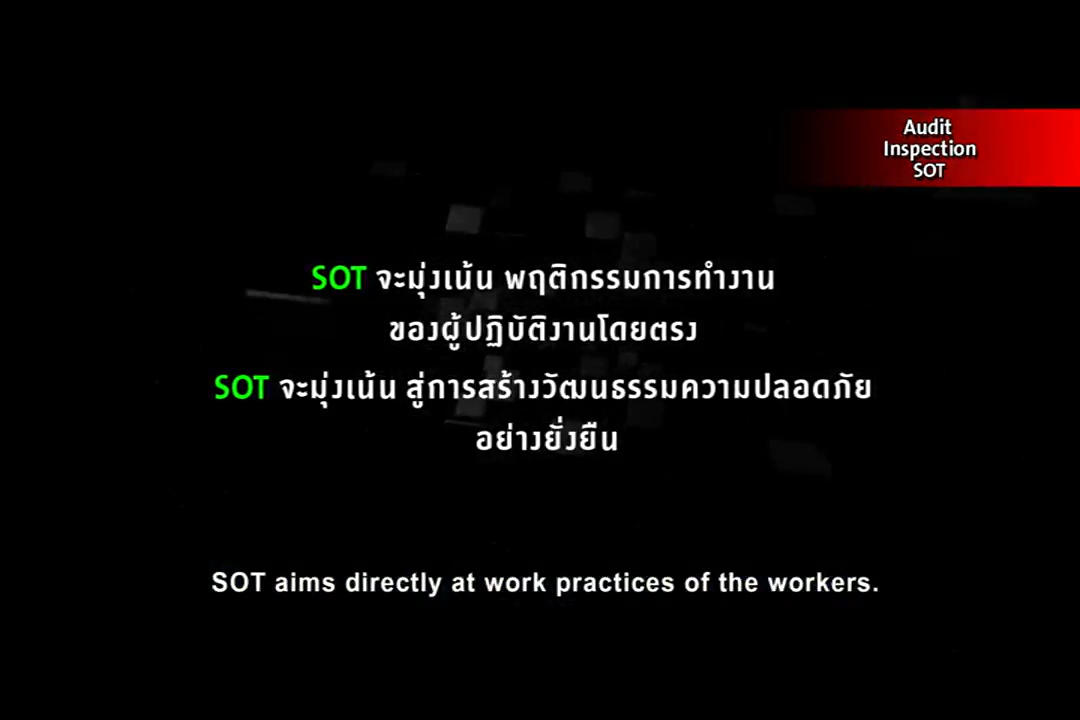 Audit
Inspection
SOT
SOT จะมุ่งเน้น พฤติกรรมการทำงาน
ของผู้ปฏิบัติงานโดยตรง
SOT จะมุ่งเน้น สู่การสร้างวัฒนธรรมความปลอดภัย
อย่างยั่งยืน
SOT aims directly at work practices of the workers.